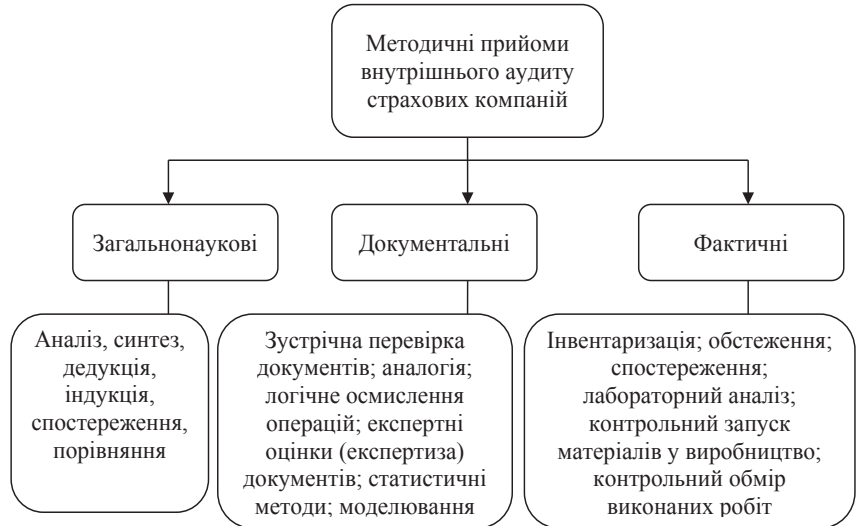 Методичні прийоми
внутрішнього аудиту
страхових компаній
Загальнонаукові
Документальні
Фактичні
Аналіз, синтез,
дедукція,
індукція,
спостереження,
порівняння
Зустрічна перевірка
документів; аналогія;
логічне осмислення
операцій; експертні
оцінки (експертиза)
документів; статистичні
методи; моделювання
Інвентаризація; обстеження;
спостереження;
лабораторний аналіз;
контрольний запуск
матеріалів у виробництво;
контрольний обмір
виконаних робіт